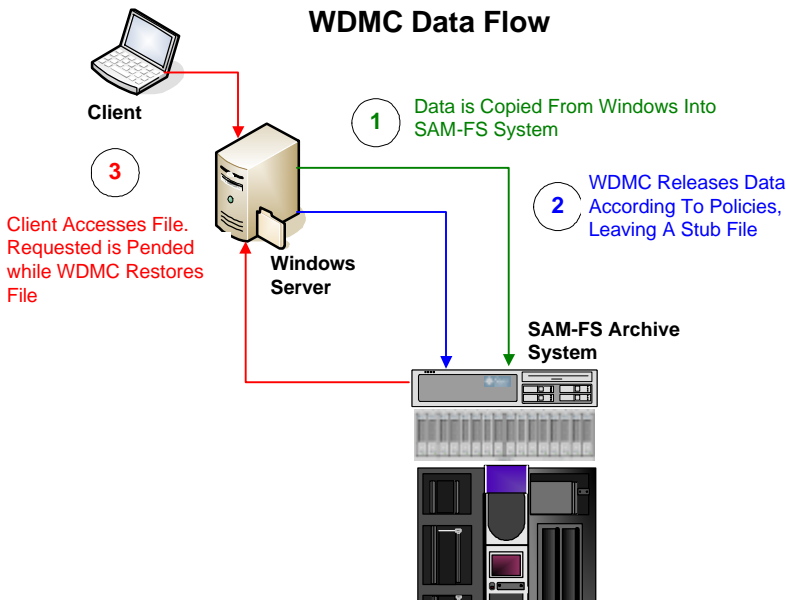 WDMC Data Flow
Client
1
Data is Copied From Windows Into
SAM-FS System
3
2
WDMC Releases Data
According To Policies,
Leaving A Stub File
Client Accesses File.
Requested is Pended
while WDMC Restores
File
Windows
Server
SAM-FS Archive
System